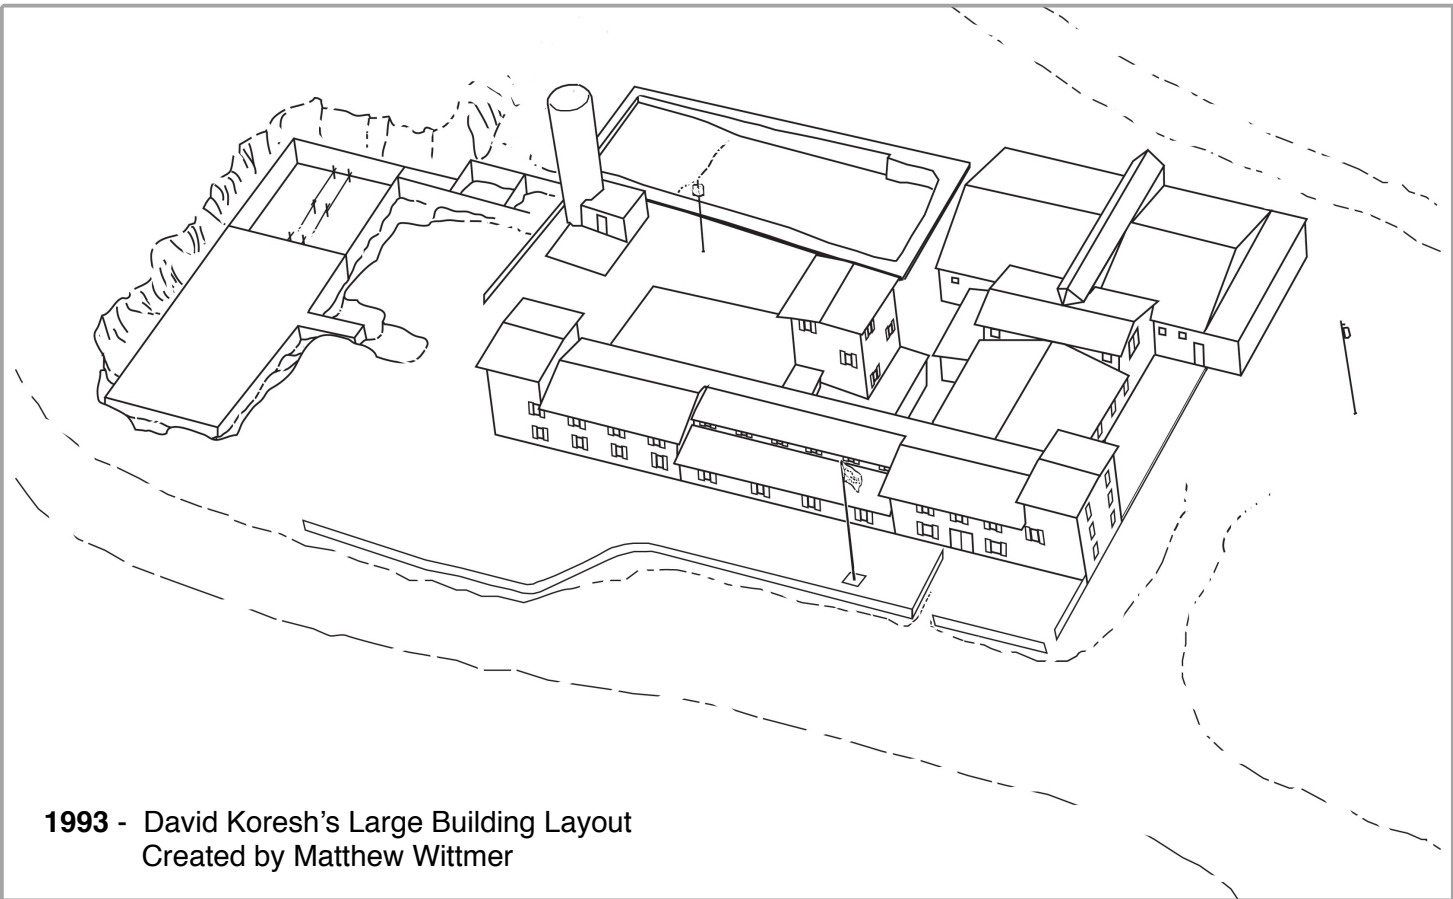 1993 - David Koresh’s Large Building Layout
Created by Matthew Wittmer